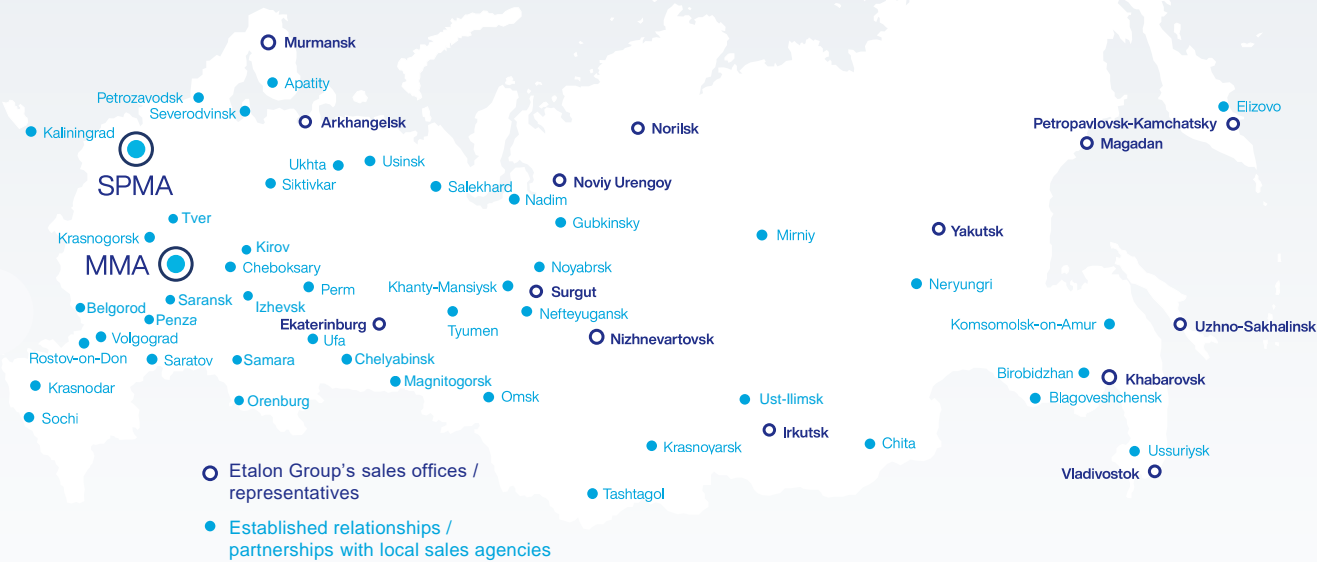 Murmansk
Apatity
Petrozavodsk
Severodvinsk
Elizovo
Kaliningrad
Arkhangelsk
Norilsk
Petropavlovsk-Kamchatsky
Magadan
SPMA
Ukhta
Usinsk
Siktivkar
Salekhard
Noviy Urengoy
Nadim
Gubkinsky
Tver
Krasnogorsk
Mirniy
Yakutsk
MMA
Kirov
Cheboksary
Noyabrsk
Perm
Khanty-Mansiysk
Surgut
Neryungri
Belgorod
Saransk
Izhevsk
Penza
Nefteyugansk
Ekaterinburg
Tyumen
Komsomolsk-on-Amur
Uzhno-Sakhalinsk
Volgograd
Ufa
Nizhnevartovsk
Rostov-on-Don
Saratov
Samara
Chelyabinsk
Magnitogorsk
Birobidzhan
Khabarovsk
Krasnodar
Orenburg
Omsk
Ust-Ilimsk
Blagoveshchensk
Sochi
Irkutsk
Krasnoyarsk
Chita
Ussuriysk
Vladivostok
Tashtagol
Etalon Group's sales offices /
representatives
Established relationships /
partnerships with local sales agencies